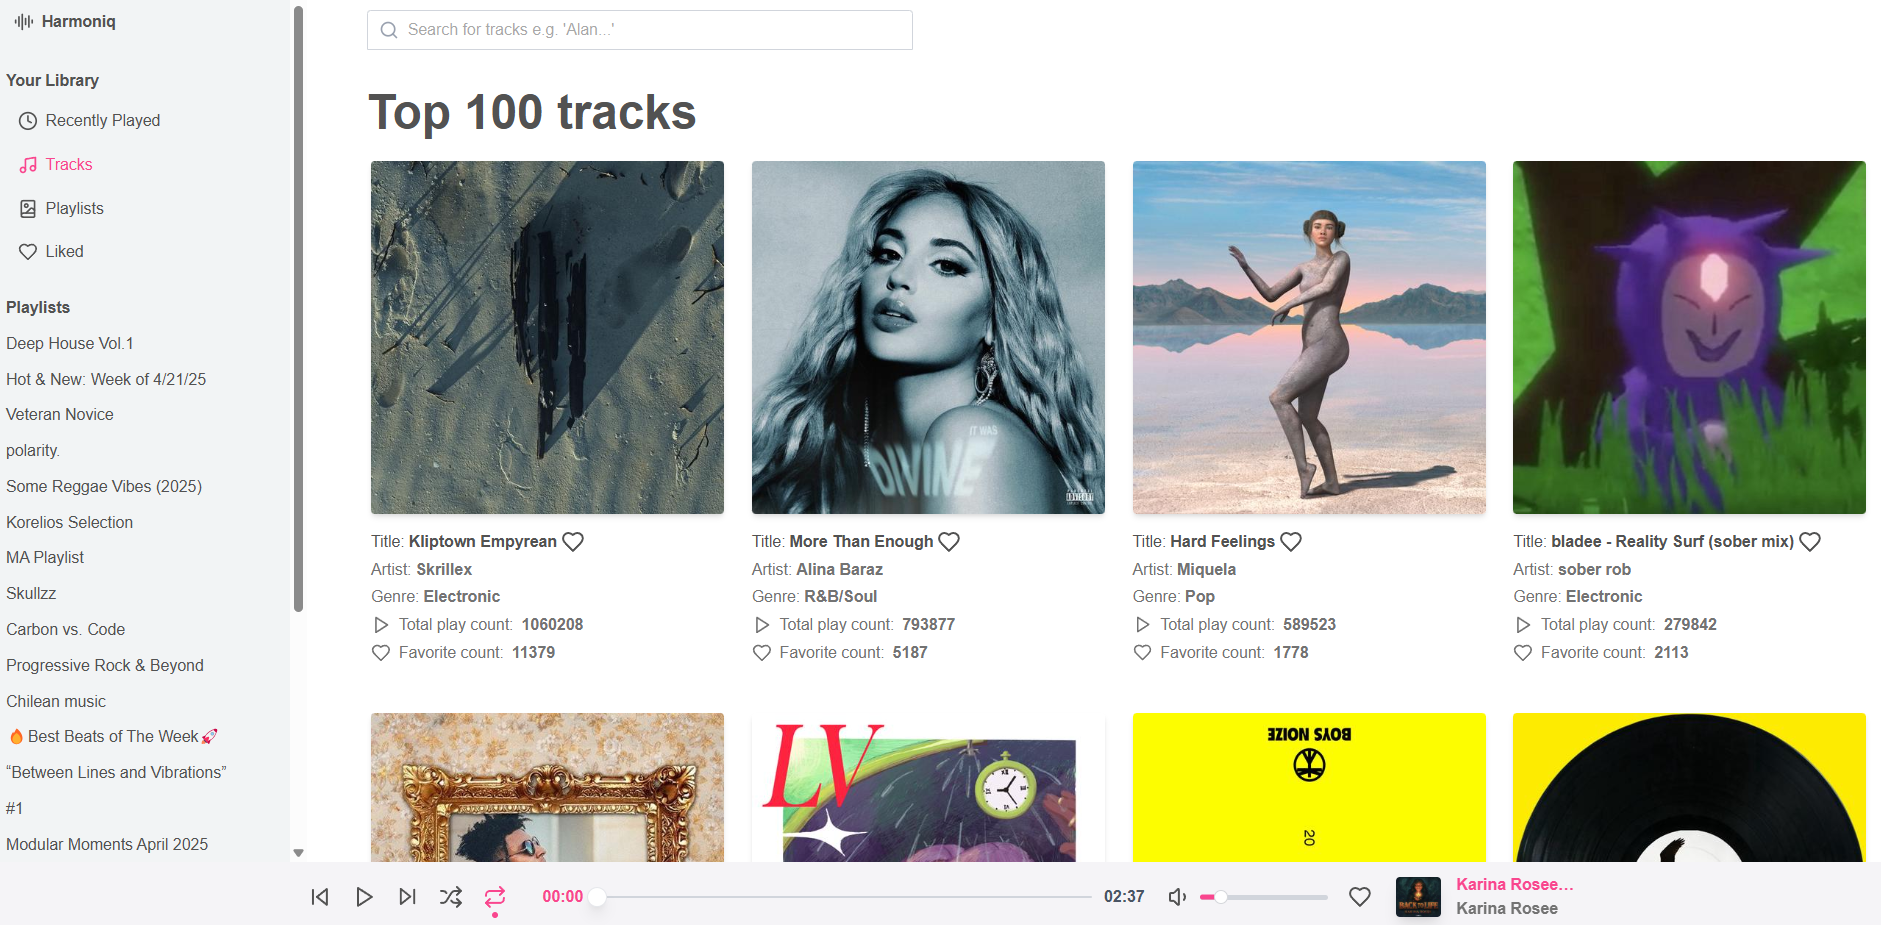 Harmoniq
Your Library
Recently Played
Tracks
Playlists
Liked
Playlists
Deep House Vol.1
Hot & New: Week of 4/21/25
Veteran Novice
polarity.
Some Reggae Vibes (2025)
Korelios Selection
MA Playlist
Skullzz
Carbon vs. Code
Progressive Rock & Beyond
Chilean music
🔥Best Beats of The Week🚀
“Between Lines and Vibrations”
#1
Modular Moments April 2025
Search for tracks e.g. 'Alan...'
Top 100 tracks
IT WAS
DIVINE
Title: Kliptown Empyrean
Artist: Skrillex
Genre: Electronic
Total play count: 1060208
Favorite count: 11379
Title: More Than Enough
Artist: Alina Baraz
Genre: R&B/Soul
Total play count: 793877
Favorite count: 5187
Title: Hard Feelings
Artist: Miquela
Genre: Pop
Total play count: 589523
Favorite count: 1778
Title: bladee - Reality Surf (sober mix)
Artist: sober rob
Genre: Electronic
Total play count: 279842
Favorite count: 2113
LV
BOYS NOIZE
20
00:00
02:37
BACK TO LIFE
Karina Rosee...
Karina Rosee